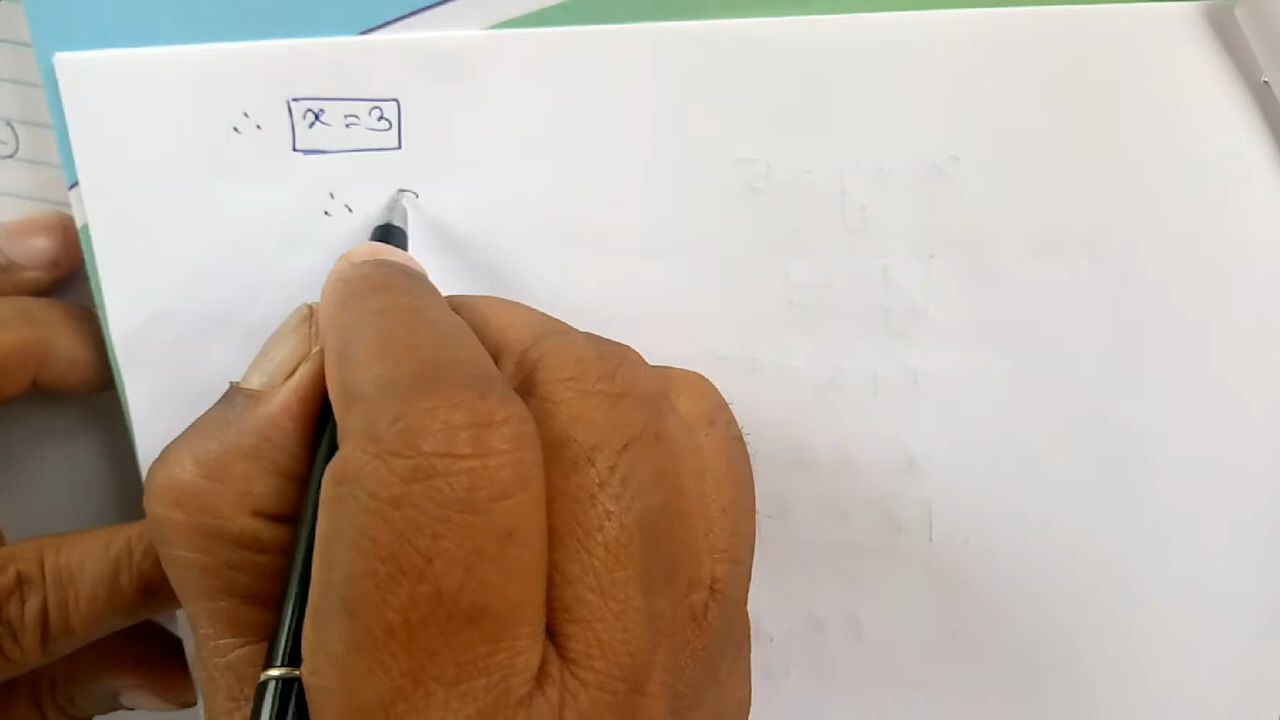 ∴ x = 3
∴